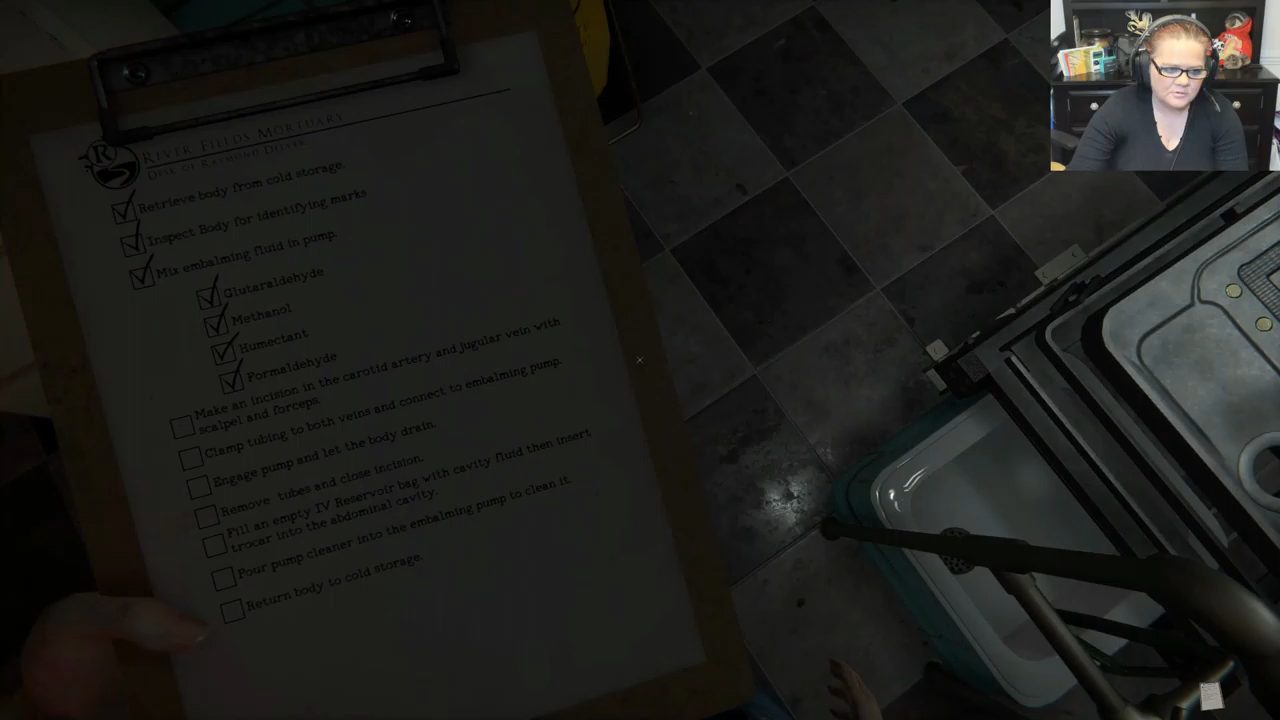 RIVER FIELDS MORTUARY
DESK OF RAYMOND DELVER
Retrieve body from cold storage.
Inspect Body for identifying marks
Mix embalming fluid in pump.
Glutaraldehyde
Methanol
Humectant
Formaldehyde
Make an incision in the carotid artery and jugular vein with
scalpel and forceps.
Clamp tubing to both veins and connect to embalming pump.
Engage pump and let the body drain.
Remove tubes and close incision.
Fill an empty IV Reservoir bag with cavity fluid then insert
trocar into the abdominal cavity.
Pour pump cleaner into the embalming pump to clean it.
Return body to cold storage.